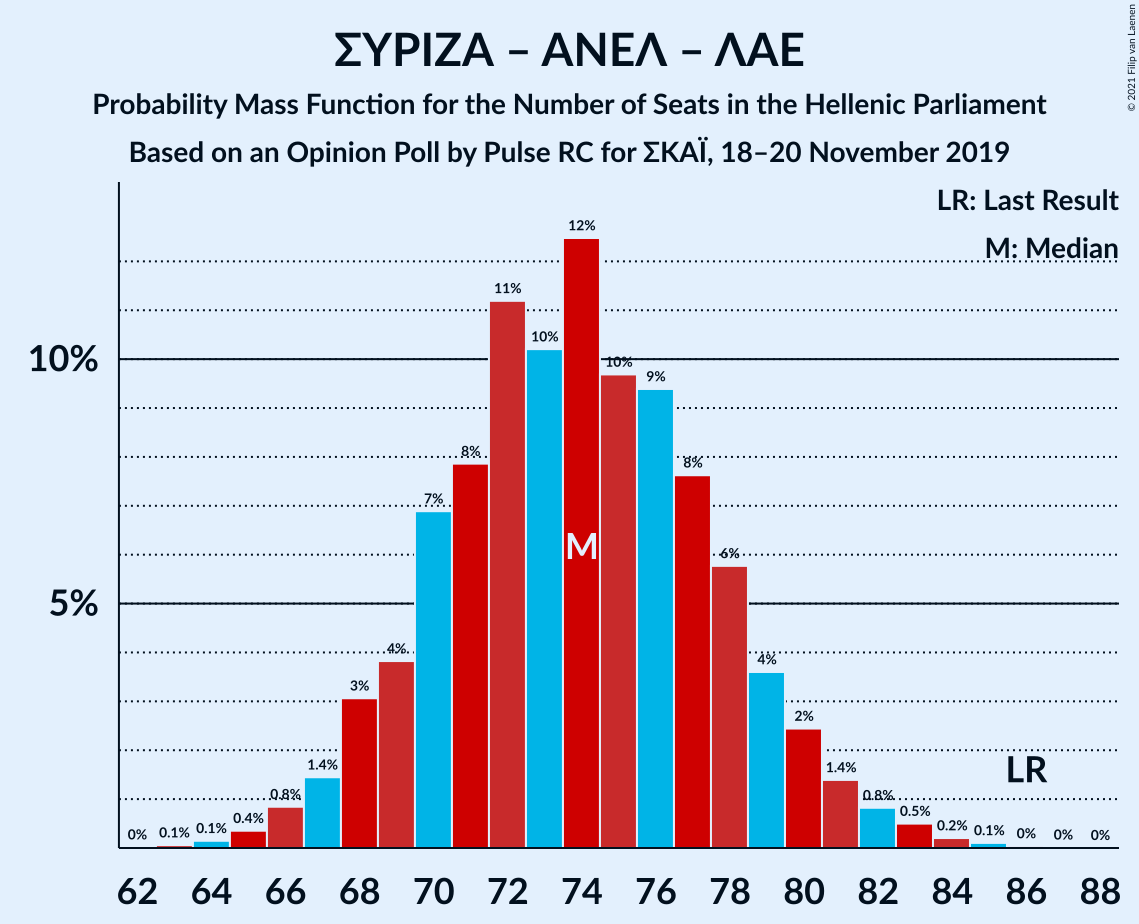 ΣΥΡΙΖΑ – ΑΝΕΛ – ΛΑΕ
Probability Mass Function for the Number of Seats in the Hellenic Parliament
Based on an Opinion Poll by Pulse RC for ΣΚΑΪ, 18–20 November 2019
© 2021 Filip van Laenen
LR: Last Result
M: Median
10%
5%
0% 0.1% 0.1% 0.4% 0.8% 1.4% 3% 4% 7% 8% 11% 10% 12% 10% 9% 8% 6% 4% 2% 1.4% 0.8% 0.5% 0.2% 0.1% 0% 0% 0%
M
LR
62 64 66 68 70 72 74 76 78 80 82 84 86 88